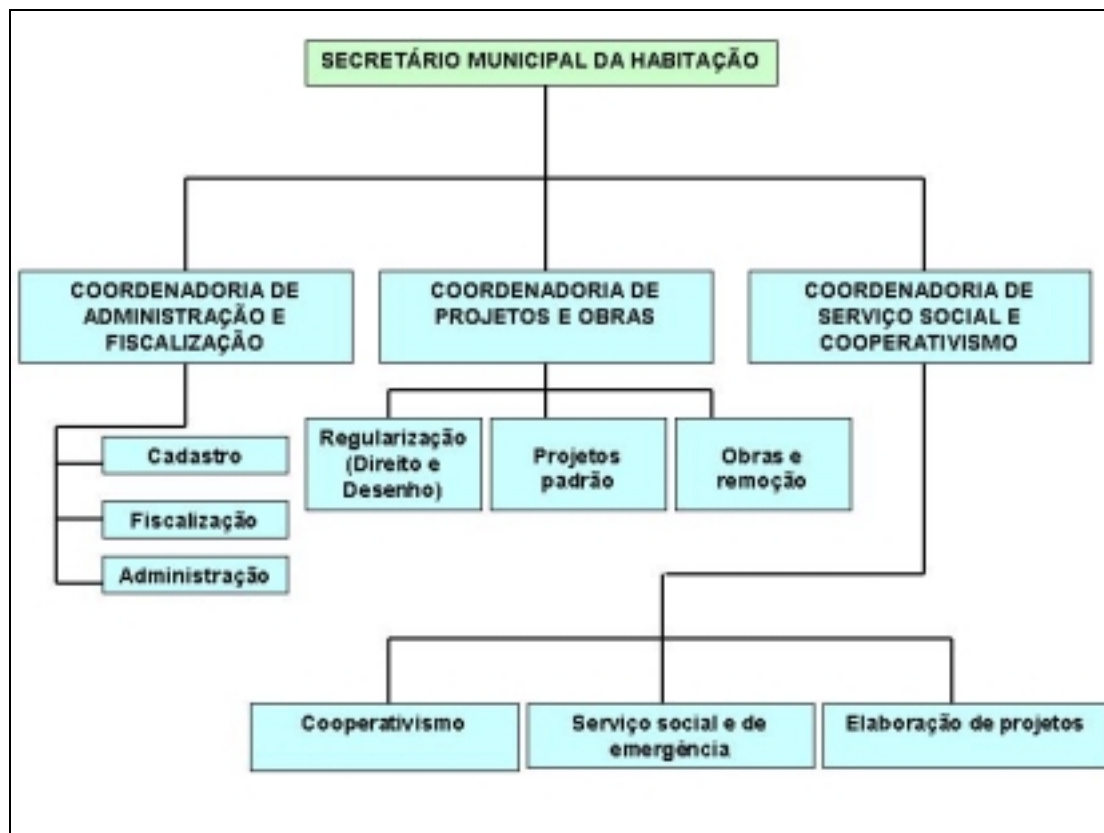 SECRETÁRIO MUNICIPAL DA HABITAÇÃO
COORDENADORIA DE
ADMINISTRAÇÃO E
FISCALIZAÇÃO
COORDENADORIA DE
PROJETOS E OBRAS
COORDENADORIA DE
SERVIÇO SOCIAL E
COOPERATIVISMO
Cadastro
Fiscalização
Administração
Regularização
(Direito e
Desenho)
Projetos
padrão
Obras e
remoção
Cooperativismo
Serviço social e de
emergência
Elaboração de projetos